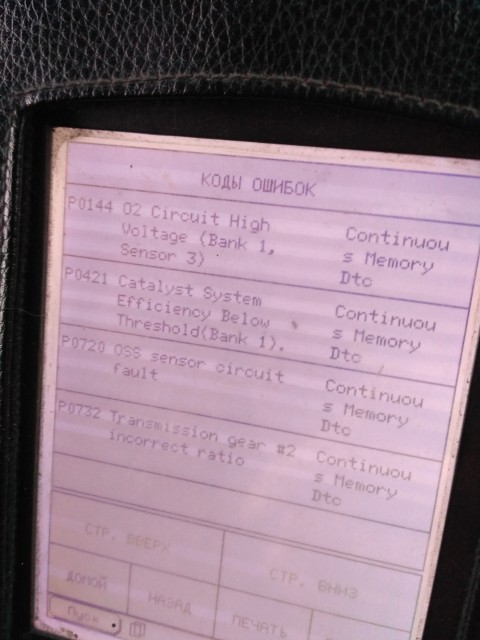 КОДЫ ОШИБОК
P0144 O2 Circuit High Continuou
Voltage (Bank 1, s Memory
Sensor 3) Dtc
P0421 Catalyst System Continuou
Efficiency Below s Memory
Threshold(Bank 1). Dtc
P0720 OSS sensor circuit Continuou
fault s Memory
Dtc
P0732 Transmission gear #2 Continuou
incorrect ratio s Memory
Dtc
СТР. ВВЕРХ СТР. ВНИЗ
ДОМОЙ НАЗАД ПЕЧАТЬ
Пуск